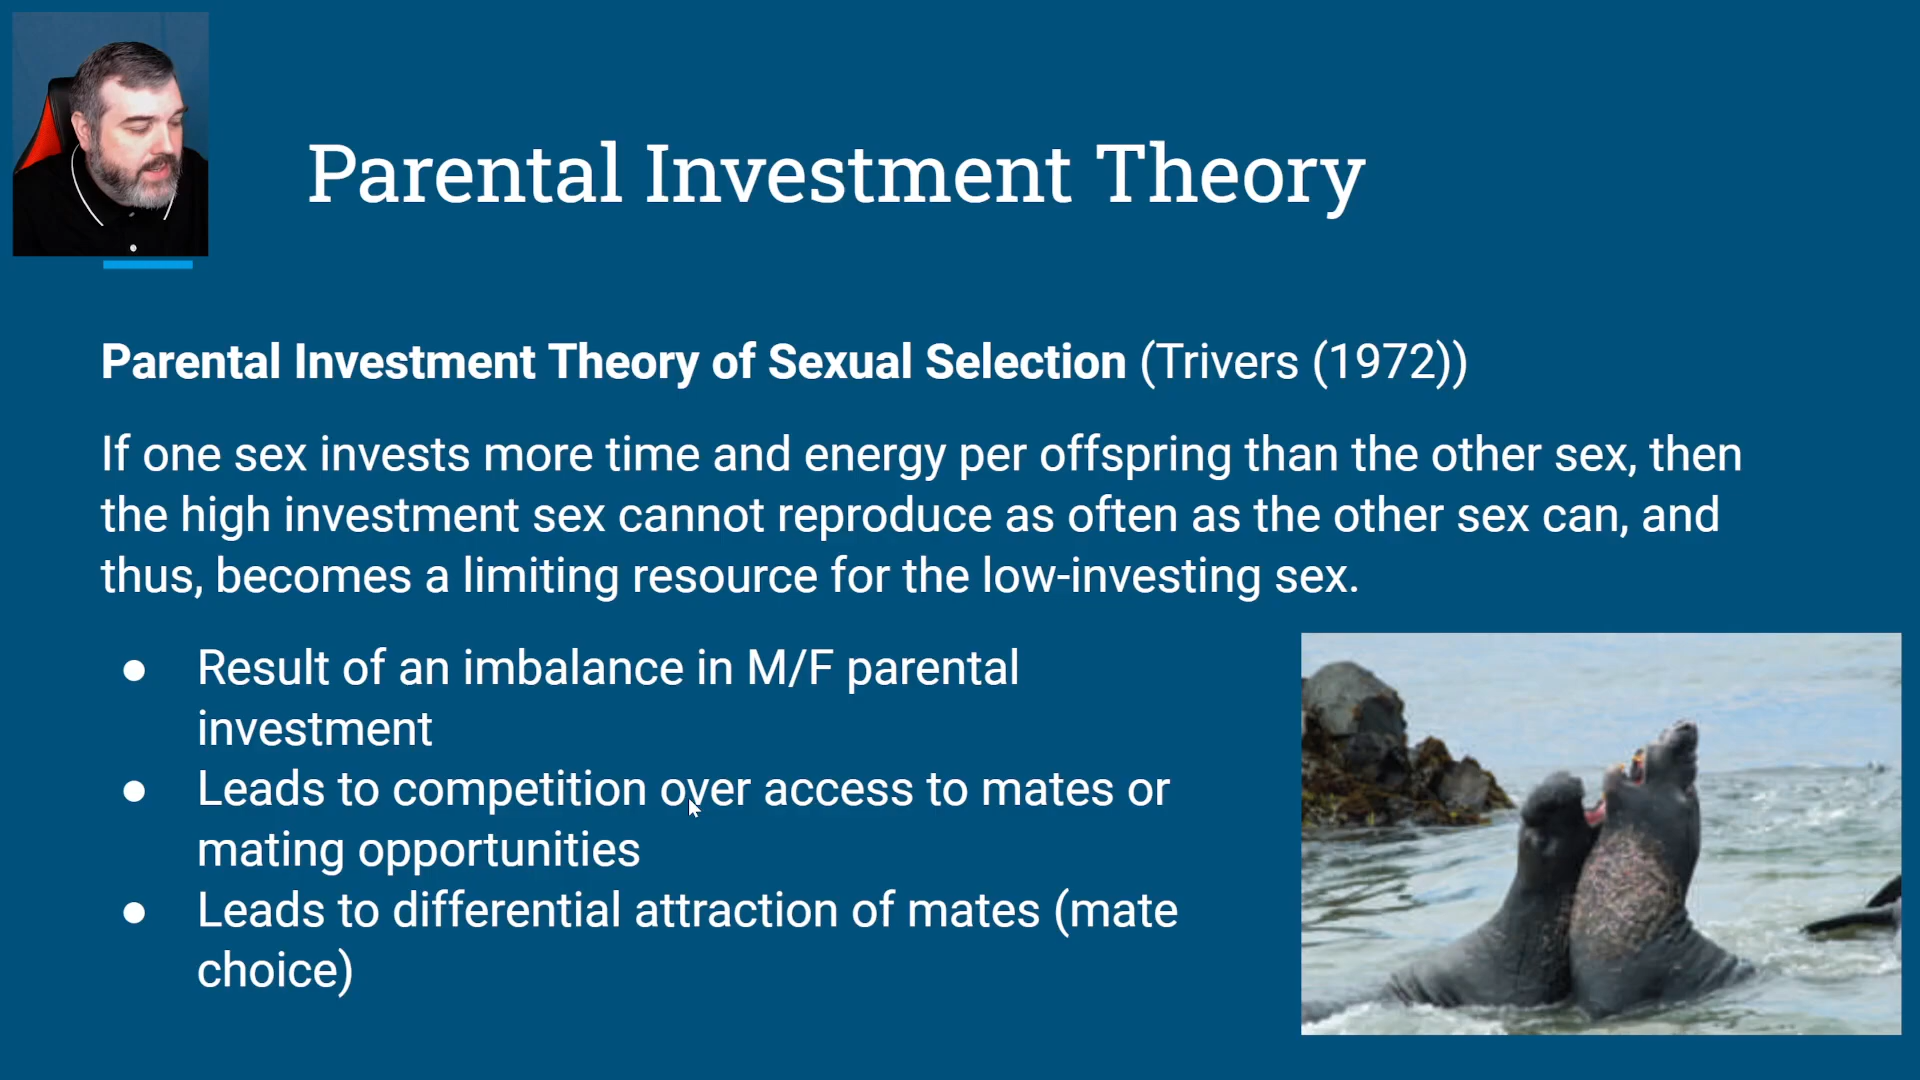 Parental Investment Theory
Parental Investment Theory of Sexual Selection (Trivers (1972))
If one sex invests more time and energy per offspring than the other sex, then
the high investment sex cannot reproduce as often as the other sex can, and
thus, becomes a limiting resource for the low-investing sex.
● Result of an imbalance in M/F parental
investment
● Leads to competition over access to mates or
mating opportunities
● Leads to differential attraction of mates (mate
choice)